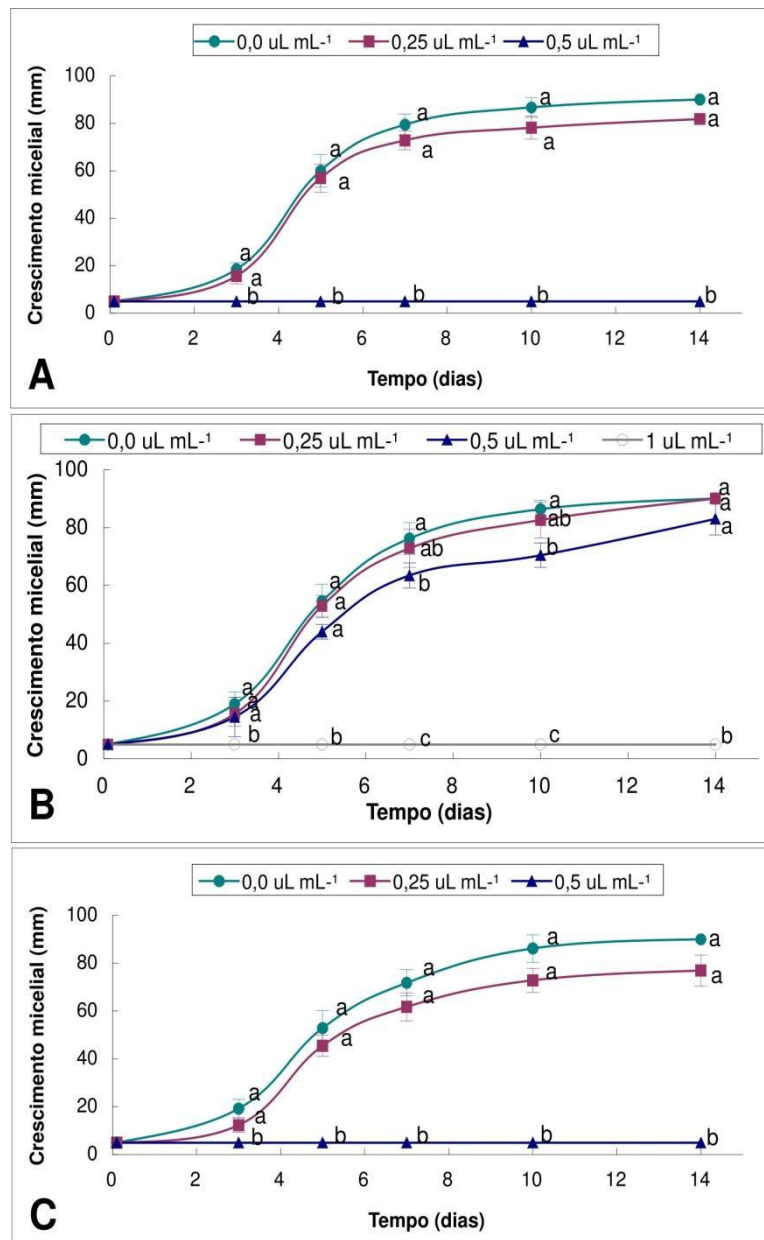 0,0 uL mL-¹ 0,25 uL mL-¹ 0,5 uL mL-¹
Crescimento micelial (mm)
100
80
60
40
20
0
a a a a a
a a a a a
b b b b b
0 2 4 6 8 10 12 14
Tempo (dias)
A
0,0 uL mL-¹ 0,25 uL mL-¹ 0,5 uL mL-¹ 1 uL mL-¹
Crescimento micelial (mm)
100
80
60
40
20
0
a a a a a
a a ab ab a
a a b b a
b b c c b
0 2 4 6 8 10 12 14
Tempo (dias)
B
0,0 uL mL-¹ 0,25 uL mL-¹ 0,5 uL mL-¹
Crescimento micelial (mm)
100
80
60
40
20
0
a a a a a
a a a a a
b b b b b
0 2 4 6 8 10 12 14
Tempo (dias)
C